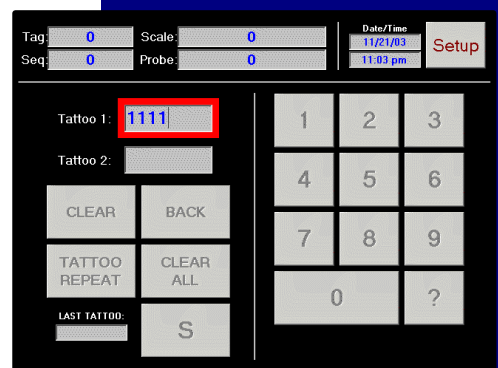 Tag: 0 Scale: 0 Date/Time
11/21/03 Setup
Seq: 0 Probe: 0 11:03 pm
Tattoo 1: 1111
Tattoo 2:
CLEAR BACK
TATTOO REPEAT
CLEAR ALL
LAST TATTOO:
S
1 2 3
4 5 6
7 8 9
0 ?